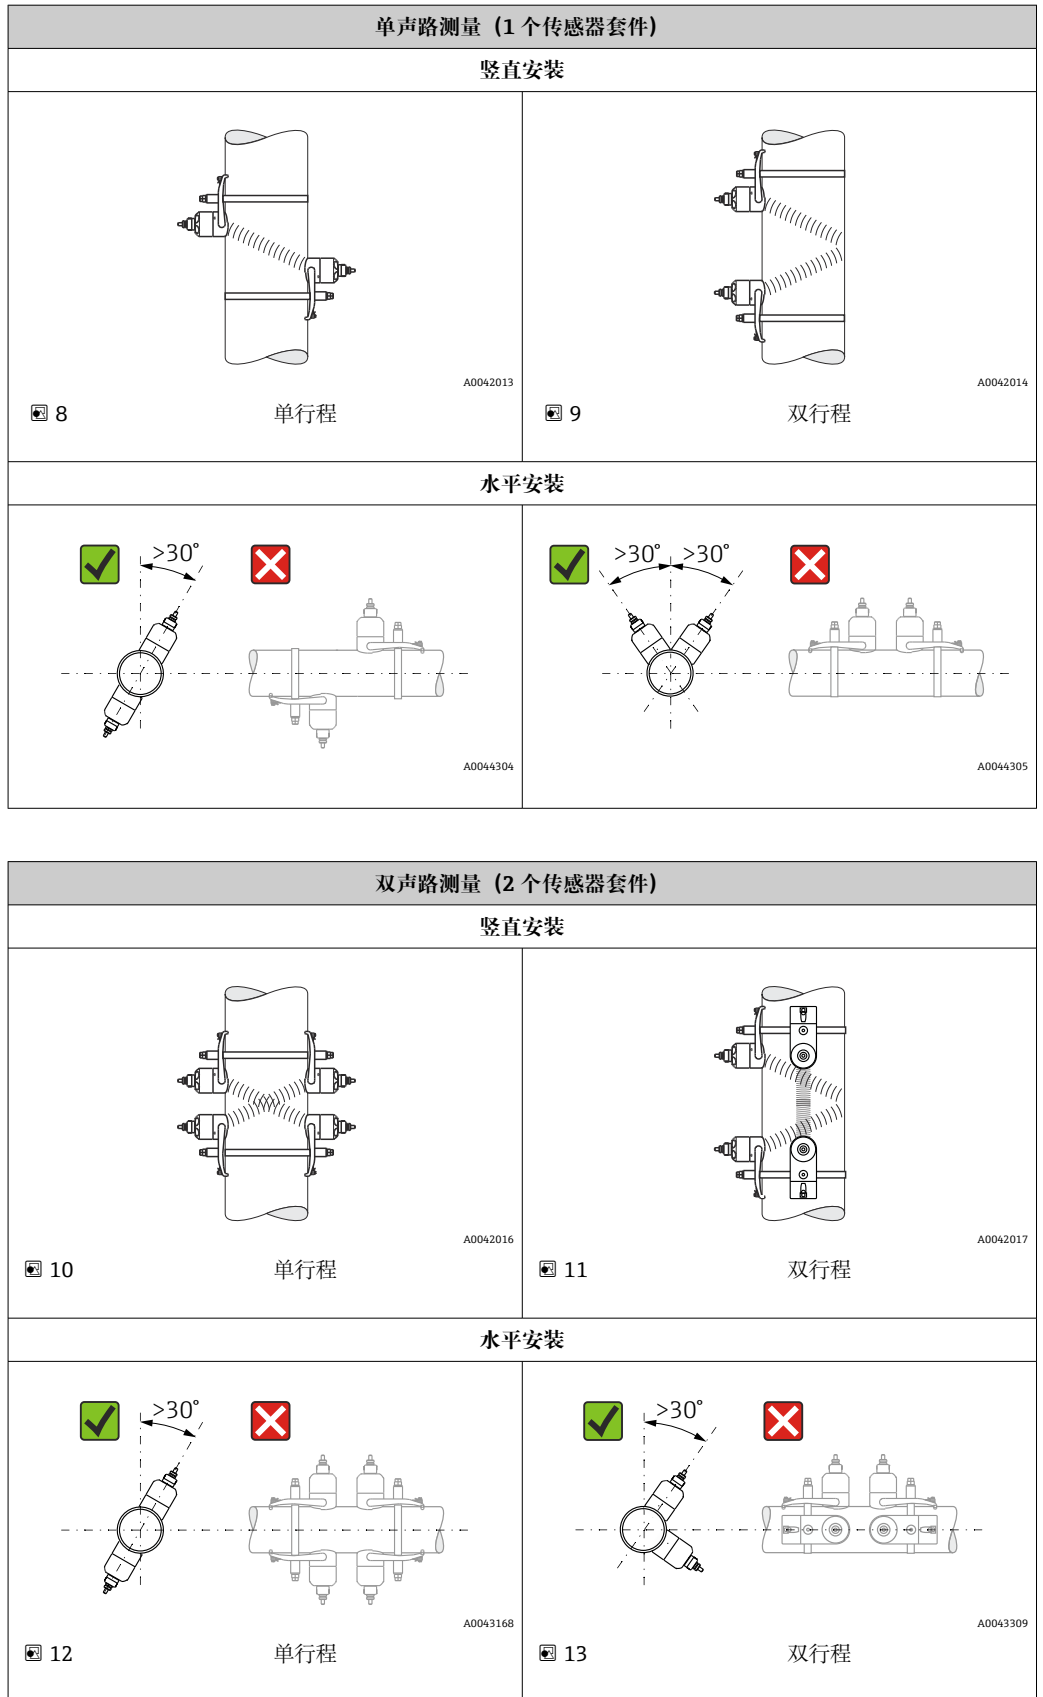 单声路测量 (1 个传感器套件)
竖直安装
A0042013
8 单行程
A0042014
9 双行程
水平安装
>30°
A0044304
>30° >30°
A0044305
双声路测量 (2 个传感器套件)
竖直安装
A0042016
10 单行程
A0042017
11 双行程
水平安装
>30°
A0043168
12 单行程
>30°
A0043309
13 双行程